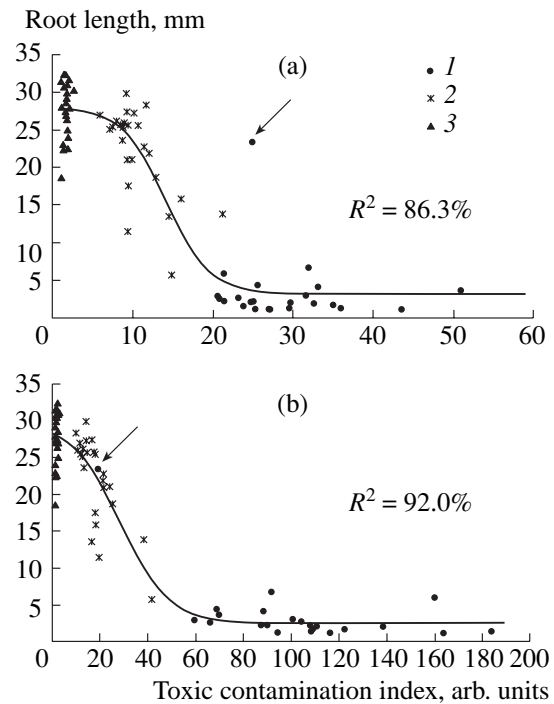 Root length, mm
35
30
25
20
15
10
5
0 10 20 30 40 50 60
(a)
1
2
3
R² = 86.3%
35
30
25
20
15
10
5
0 20 40 60 80 100 120 140 160 180 200
(b)
R² = 92.0%
Toxic contamination index, arb. units